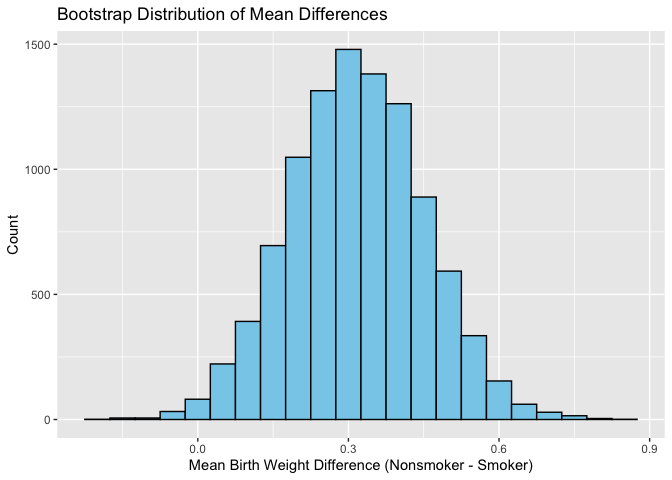 Bootstrap Distribution of Mean Differences
1500
1000
500
0
Count
0.0 0.3 0.6 0.9
Mean Birth Weight Difference (Nonsmoker - Smoker)